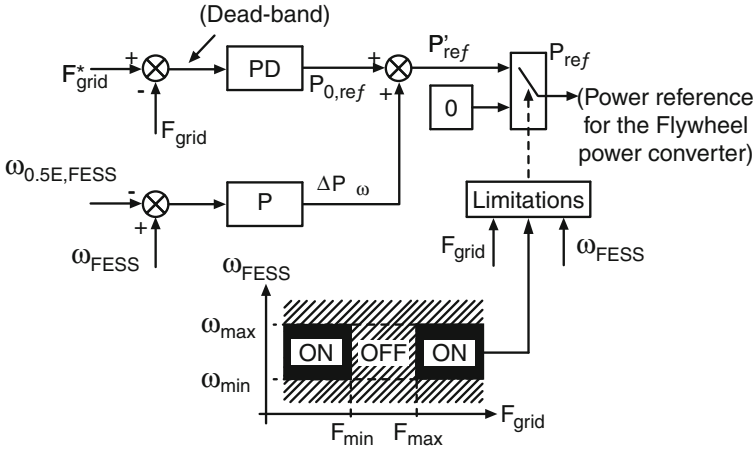 (Dead-band)
F*grid
+
-
PD
P0,ref
+
+
P'ref
Pref
0
(Power reference
for the Flywheel
power converter)
Fgrid
ω0.5E,FESS
-
+
P
ΔP ω
ωFESS
Limitations
Fgrid
ωFESS
ωFESS
ωmax
ON
OFF
ON
ωmin
Fmin
Fmax
Fgrid